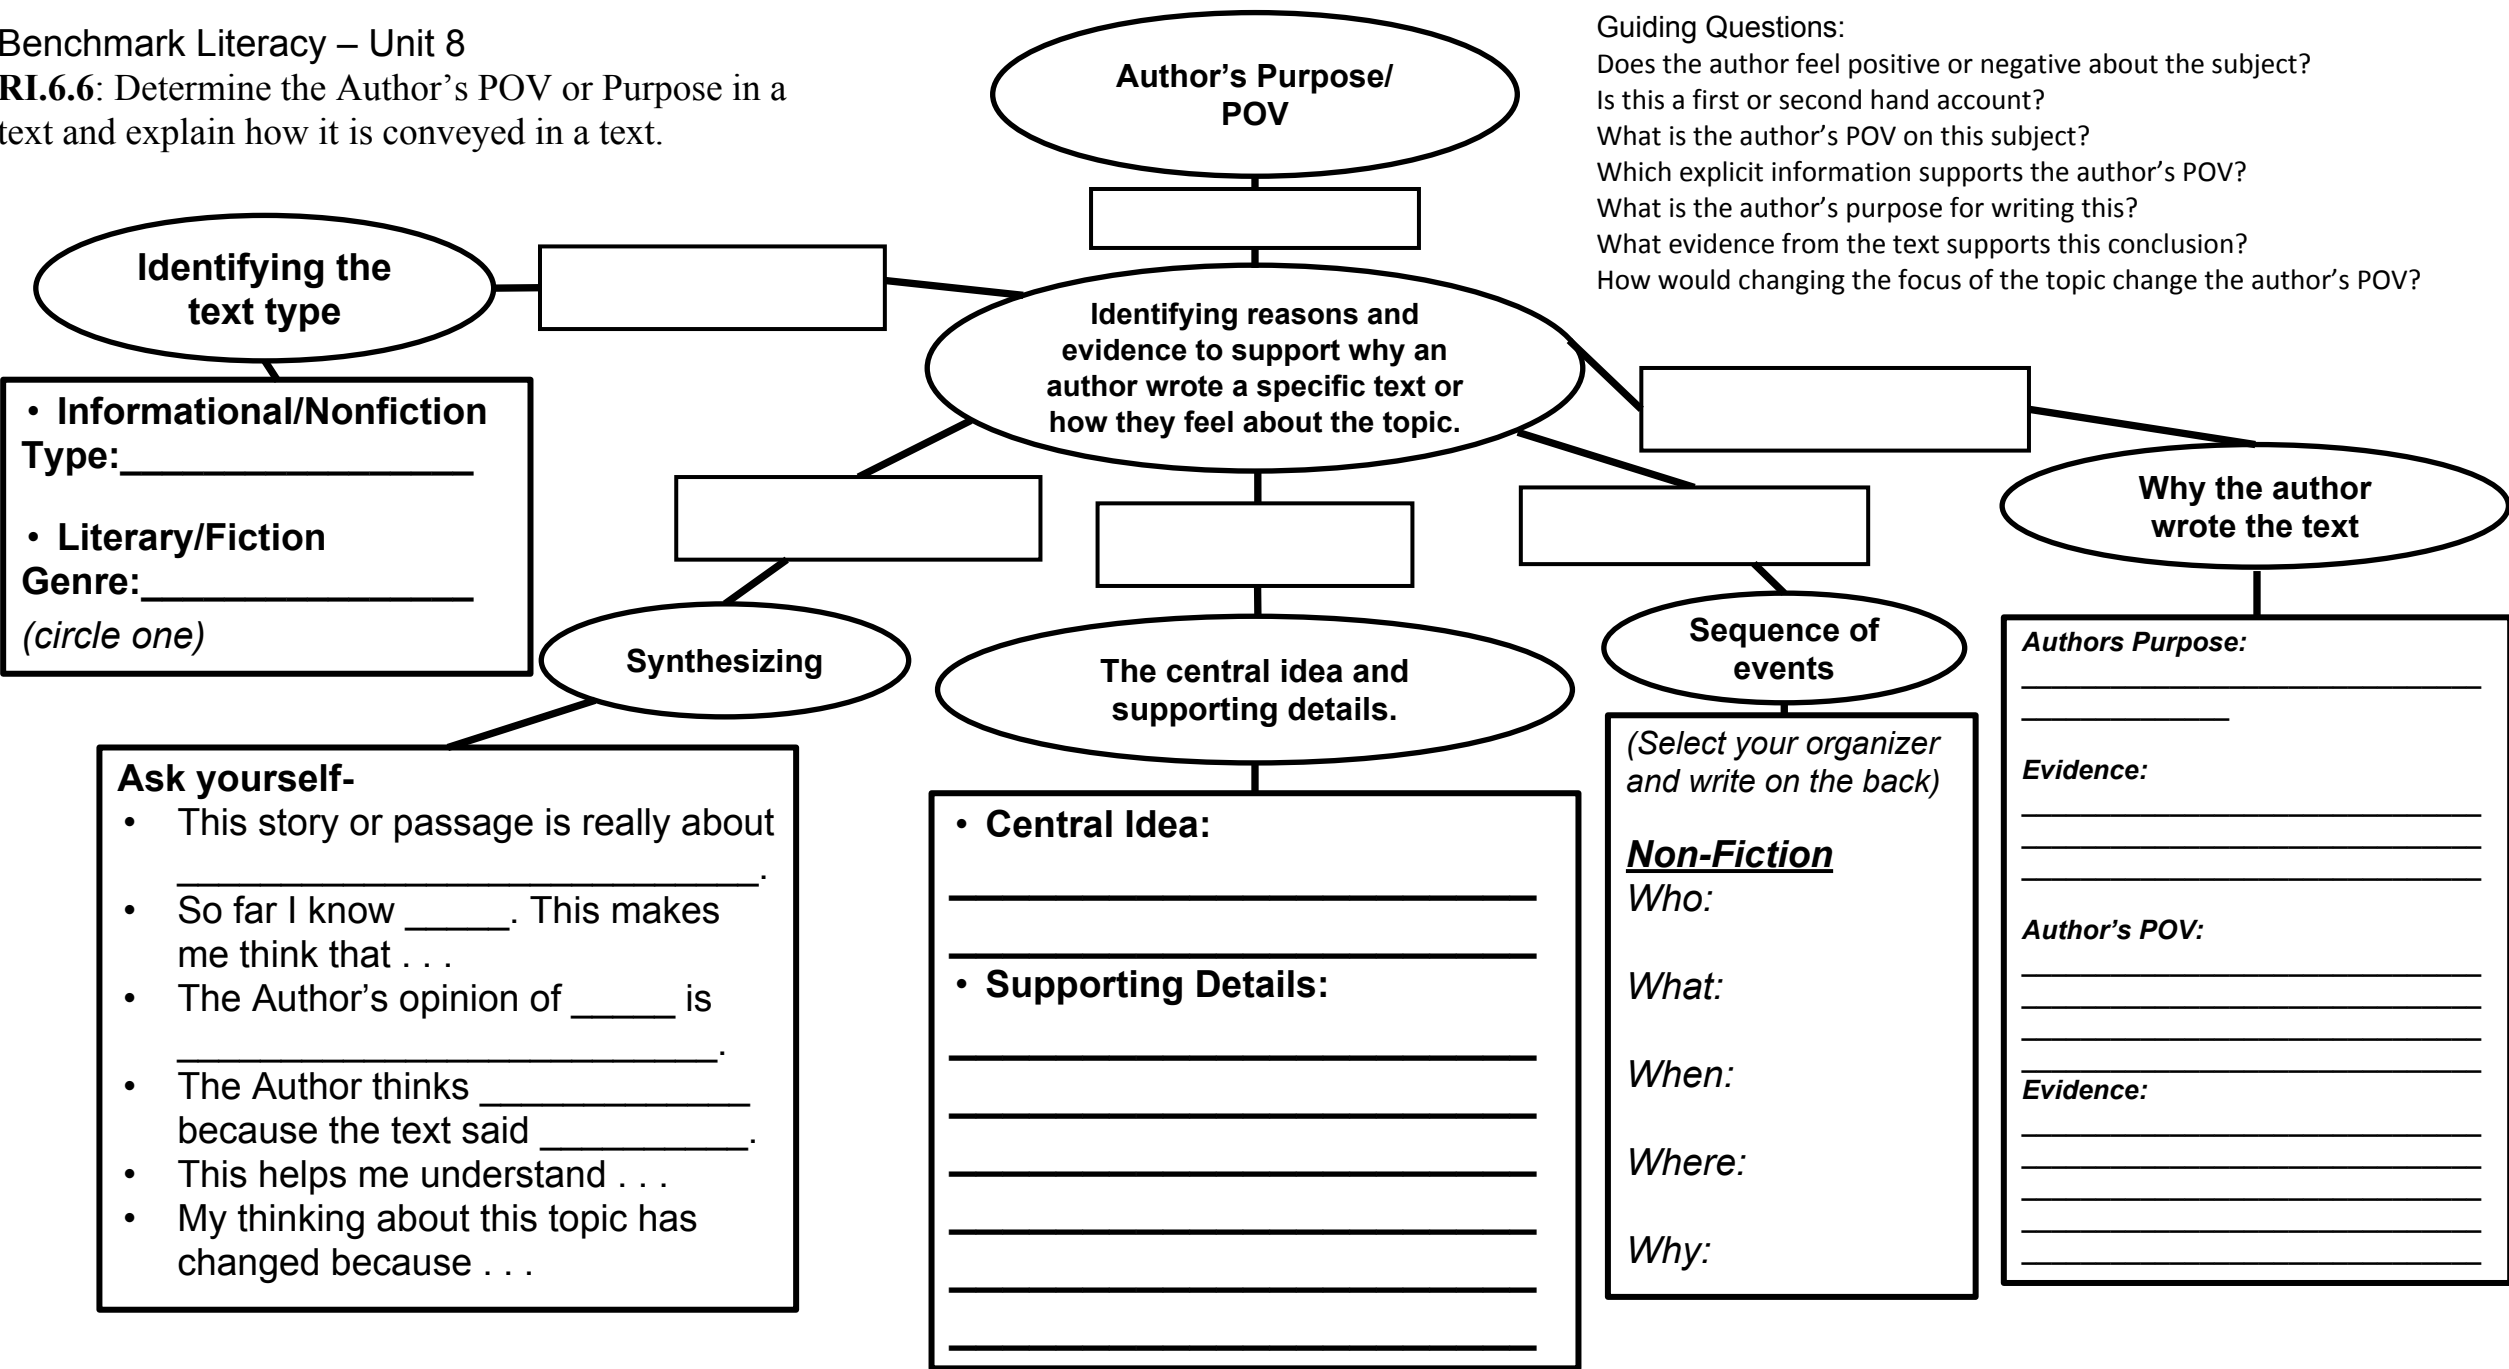 Benchmark Literacy – Unit 8
RI.6.6: Determine the Author's POV or Purpose in a
text and explain how it is conveyed in a text.
Author's Purpose/
POV
Guiding Questions:
Does the author feel positive or negative about the subject?
Is this a first or second hand account?
What is the author's POV on this subject?
Which explicit information supports the author's POV?
What is the author's purpose for writing this?
What evidence from the text supports this conclusion?
How would changing the focus of the topic change the author's POV?
Identifying the
text type
• Informational/Nonfiction
Type:_________________
• Literary/Fiction
Genre:________________
(circle one)
Identifying reasons and
evidence to support why an
author wrote a specific text or
how they feel about the topic.
Synthesizing
Ask yourself-
• This story or passage is really about
____________________________.
• So far I know _____. This makes
me think that . . .
• The Author's opinion of _____ is
__________________________.
• The Author thinks _____________
because the text said __________.
• This helps me understand . . .
• My thinking about this topic has
changed because . . .
The central idea and
supporting details.
• Central Idea:
• Supporting Details:
Sequence of
events
(Select your organizer
and write on the back)
Non-Fiction
Who:
What:
When:
Where:
Why:
Why the author
wrote the text
Authors Purpose:
Evidence:
Author's POV:
Evidence: